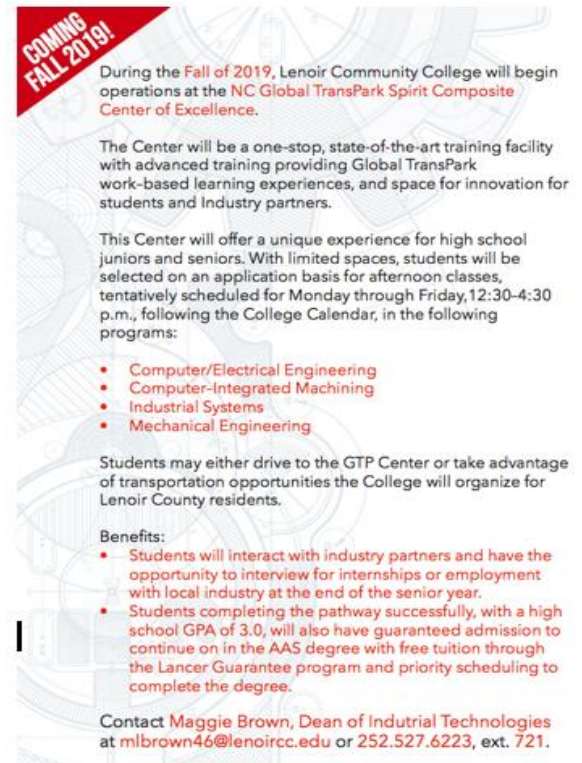 COMING
FALL 2019!
During the Fall of 2019, Lenoir Community College will begin
operations at the NC Global TransPark Spirit Composite
Center of Excellence.
The Center will be a one-stop, state-of-the-art training facility
with advanced training providing Global TransPark
work-based learning experiences, and space for innovation for
students and Industry partners.
This Center will offer a unique experience for high school
juniors and seniors. With limited spaces, students will be
selected on an application basis for afternoon classes,
tentatively scheduled for Monday through Friday,12:30-4:30
p.m., following the College Calendar, in the following
programs:
• Computer/Electrical Engineering
• Computer-Integrated Machining
• Industrial Systems
• Mechanical Engineering
Students may either drive to the GTP Center or take advantage
of transportation opportunities the College will organize for
Lenoir County residents.
Benefits:
• Students will interact with industry partners and have the
opportunity to interview for internships or employment
with local industry at the end of the senior year.
• Students completing the pathway successfully, with a high
school GPA of 3.0, will also have guaranteed admission to
continue on in the AAS degree with free tuition through
the Lancer Guarantee program and priority scheduling to
complete the degree.
Contact Maggie Brown, Dean of Indutrial Technologies
at mlbrown46@lenoircc.edu or 252.527.6223, ext. 721.